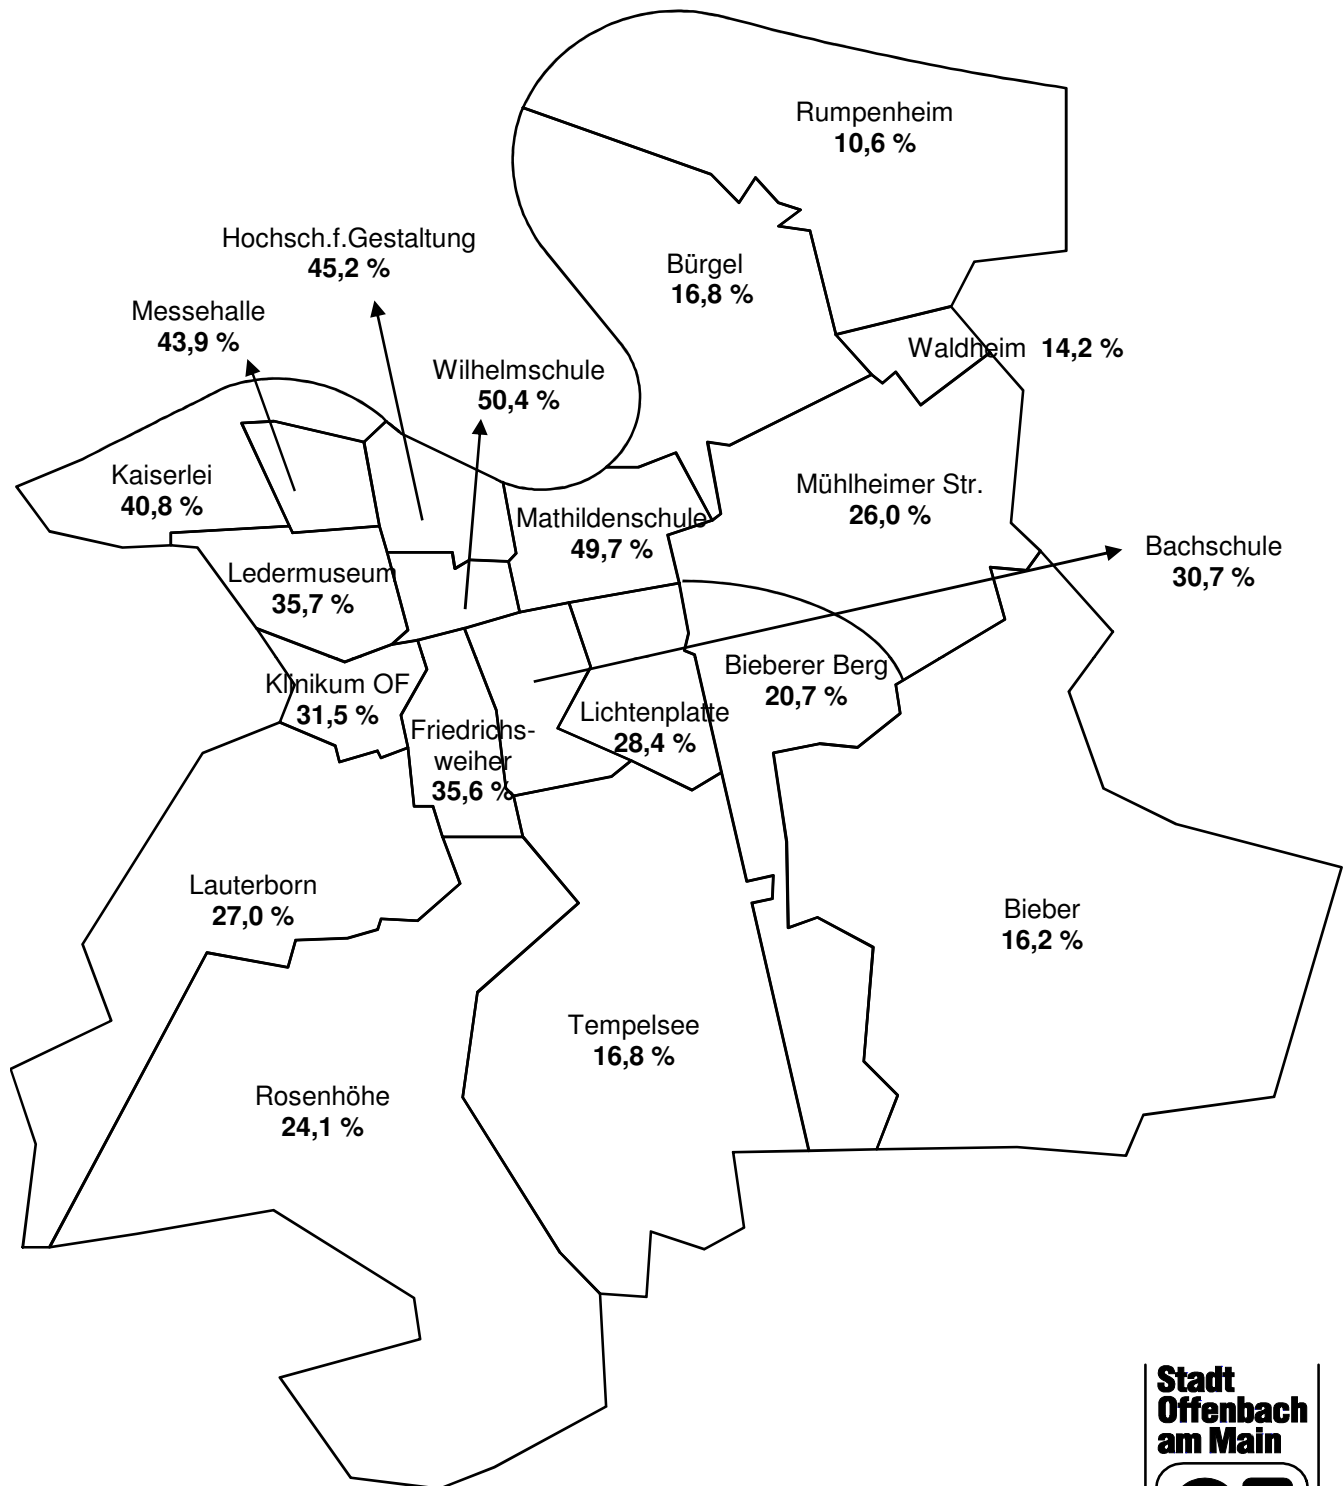 Rumpenheim
10,6 %
Hochsch.f.Gestaltung
45,2 %
Bürgel
16,8 %
Messehalle
43,9 %
Waldheim 14,2 %
Wilhelmschule
50,4 %
Kaiserlei
40,8 %
Mühlheimer Str.
26,0 %
Mathildenschule
49,7 %
Bachschule
30,7 %
Ledermuseum
35,7 %
Bieberer Berg
20,7 %
Klinikum OF
31,5 %
Lichtenplatte
28,4 %
Friedrichs-
weiher
35,6 %
Lauterborn
27,0 %
Bieber
16,2 %
Tempelsee
16,8 %
Rosenhöhe
24,1 %
Stadt
Offenbach
am Main